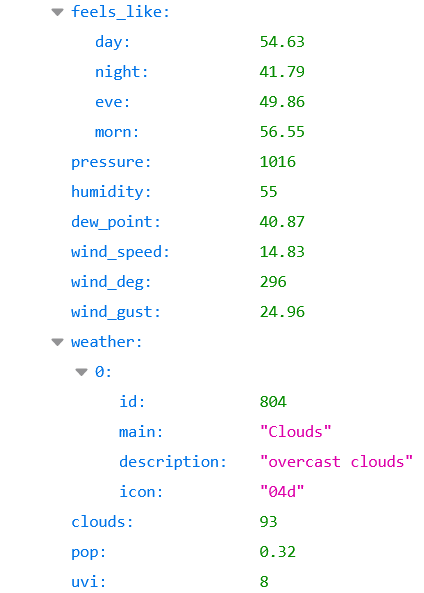 feels_like:
day: 54.63
night: 41.79
eve: 49.86
morn: 56.55
pressure: 1016
humidity: 55
dew_point: 40.87
wind_speed: 14.83
wind_deg: 296
wind_gust: 24.96
weather:
0:
id: 804
main: "Clouds"
description: "overcast clouds"
icon: "04d"
clouds: 93
pop: 0.32
uvi: 8